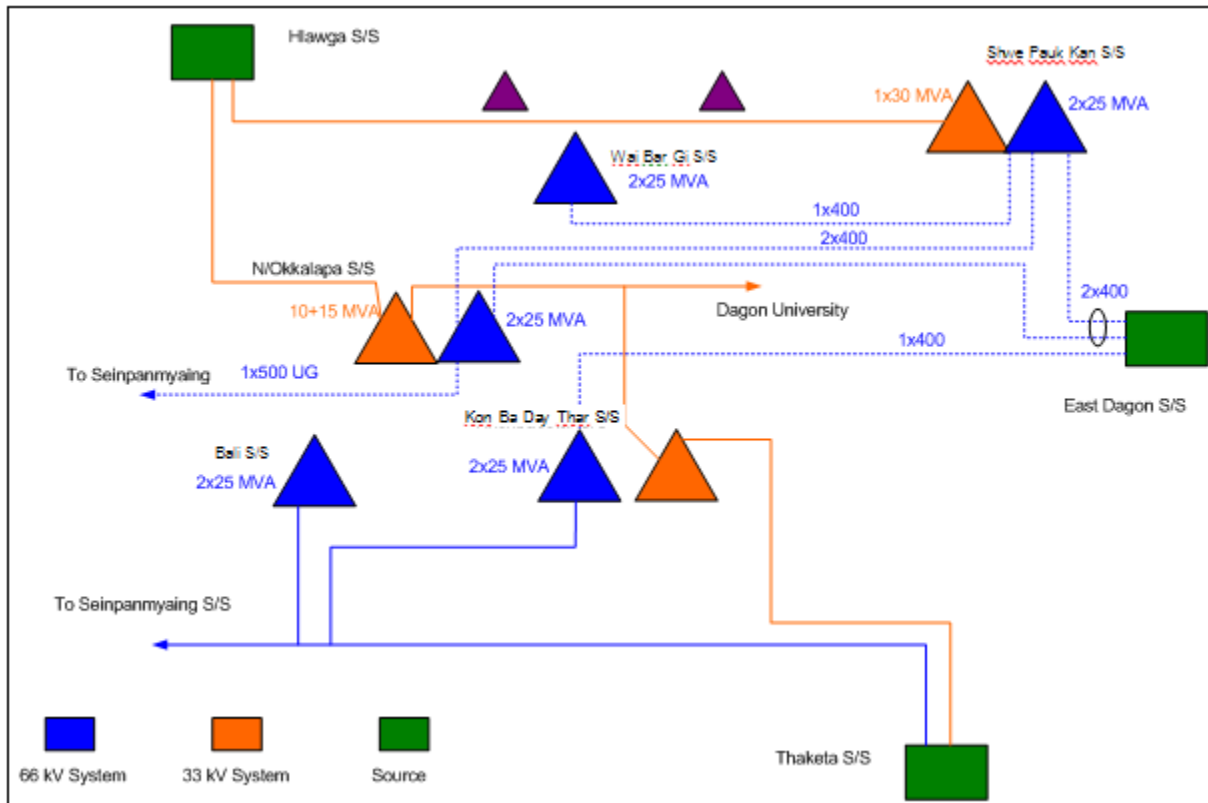 Hlawga S/S
Shwe Pauk Kan S/S
1x30 MVA
2x25 MVA
Wai Bar Gi S/S
2x25 MVA
1x400
2x400
N/Okkalapa S/S
10+15 MVA
2x25 MVA
Dagon University
2x400
1x400
To Seinpanmyaing
1x500 UG
East Dagon S/S
Kon Ba Day Thar S/S
Bali S/S
2x25 MVA
2x25 MVA
To Seinpanmyaing S/S
Thaketa S/S
66 kV System
33 kV System
Source